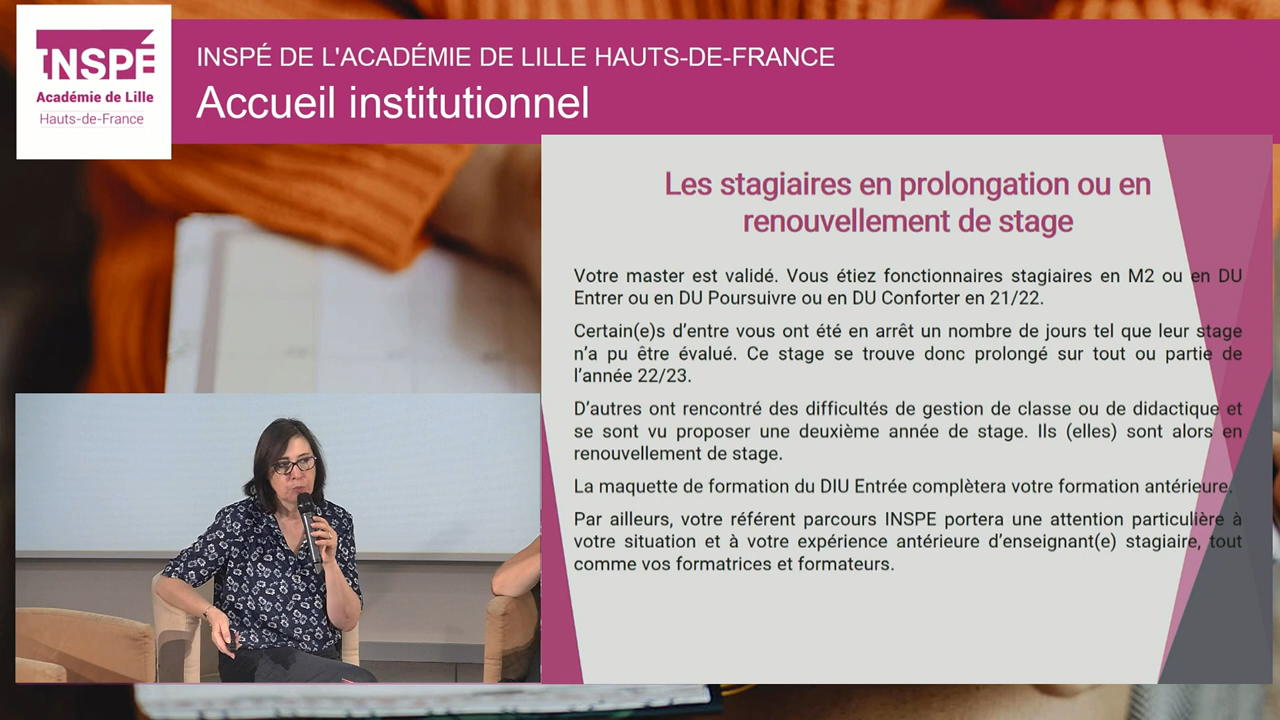 INSPÉ
Académie de Lille
Hauts-de-France
INSPÉ DE L'ACADÉMIE DE LILLE HAUTS-DE-FRANCE
Accueil institutionnel
Les stagiaires en prolongation ou en
renouvellement de stage
Votre master est validé. Vous étiez fonctionnaires stagiaires en M2 ou en DU
Entrer ou en DU Poursuivre ou en DU Conforter en 21/22.
Certain(e)s d'entre vous ont été en arrêt un nombre de jours tel que leur stage
n'a pu être évalué. Ce stage se trouve donc prolongé sur tout ou partie de
l'année 22/23.
D'autres ont rencontré des difficultés de gestion de classe ou de didactique et
se sont vu proposer une deuxième année de stage. Ils (elles) sont alors en
renouvellement de stage.
La maquette de formation du DIU Entrée complètera votre formation antérieure.
Par ailleurs, votre référent parcours INSPE portera une attention particulière à
votre situation et à votre expérience antérieure d'enseignant(e) stagiaire, tout
comme vos formatrices et formateurs.